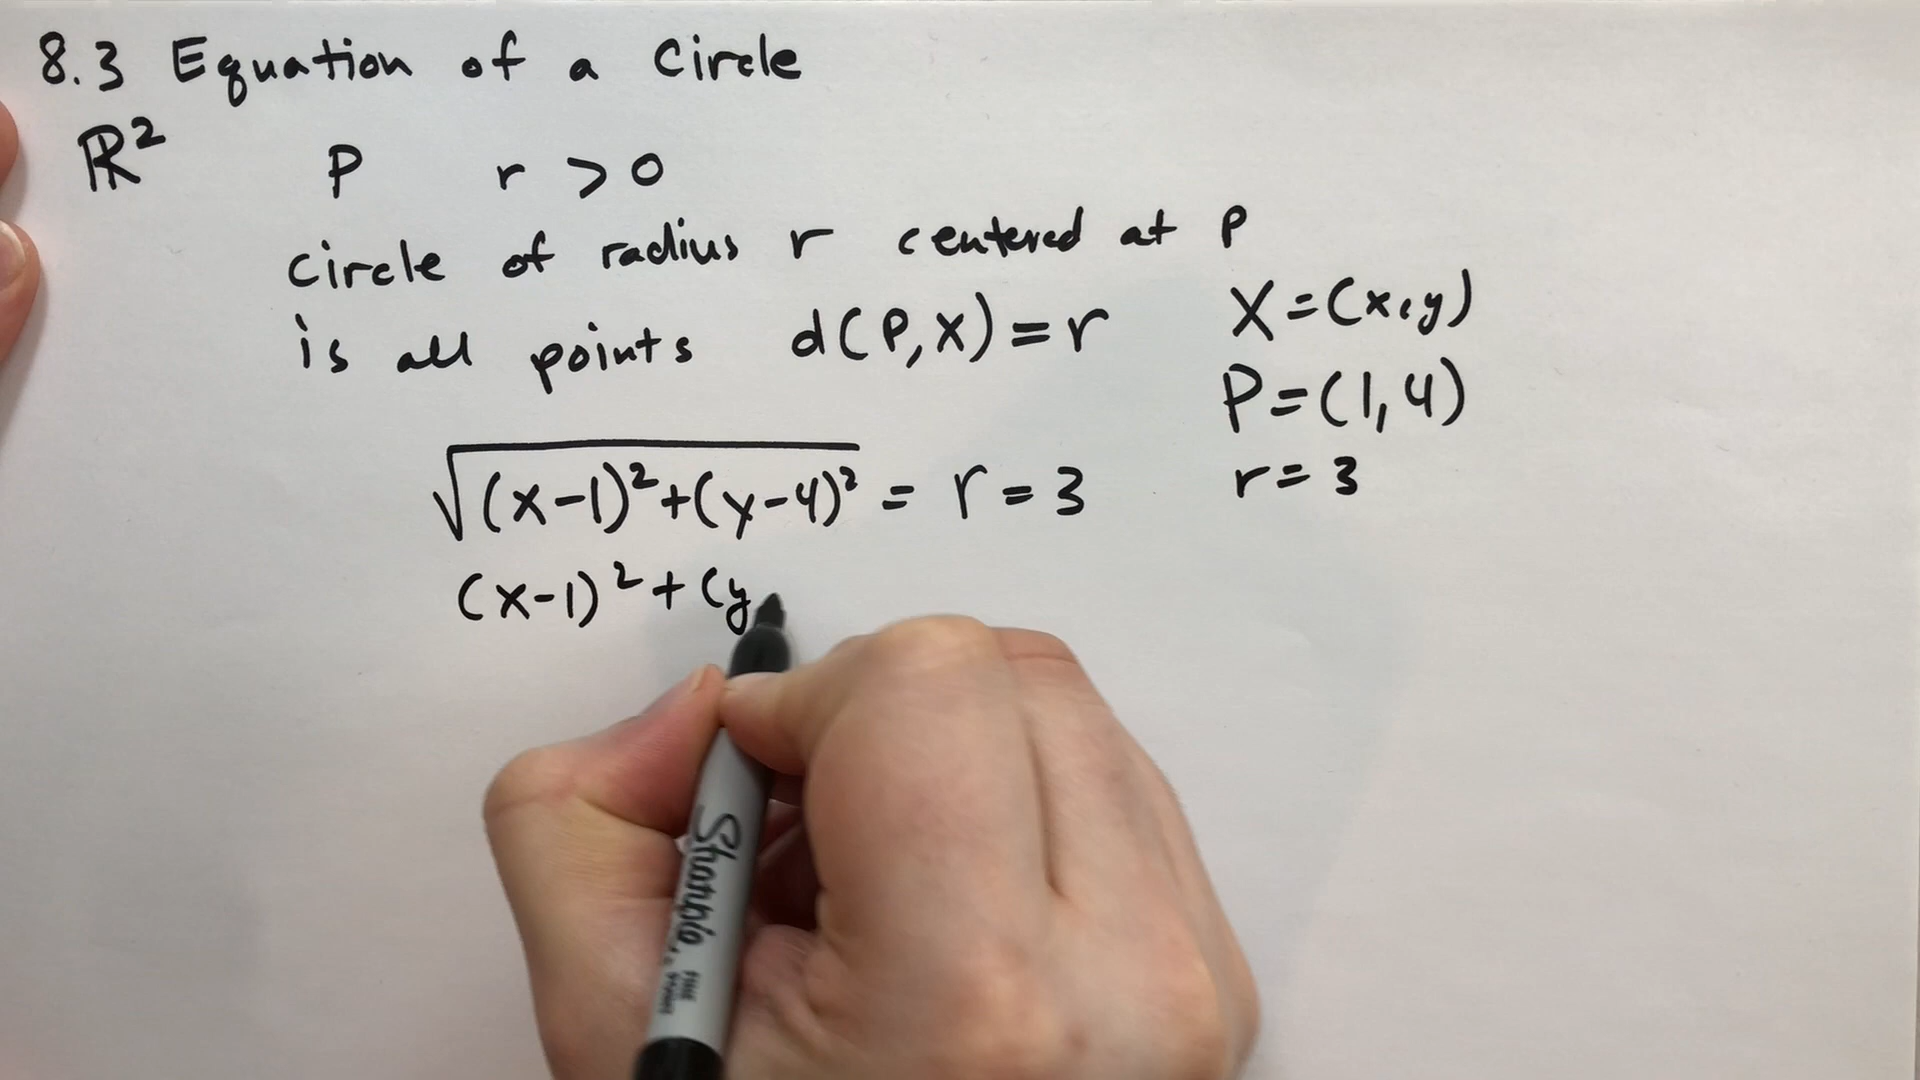 8.3 Equation of a Circle
ℝ² P r > 0
Circle of radius r centered at P
is all points d(P,X) = r X = (x,y)
P = (1,4)
√((x-1)²+(y-4)²) = r = 3 r = 3
(x-1)² + (y
Sharpie